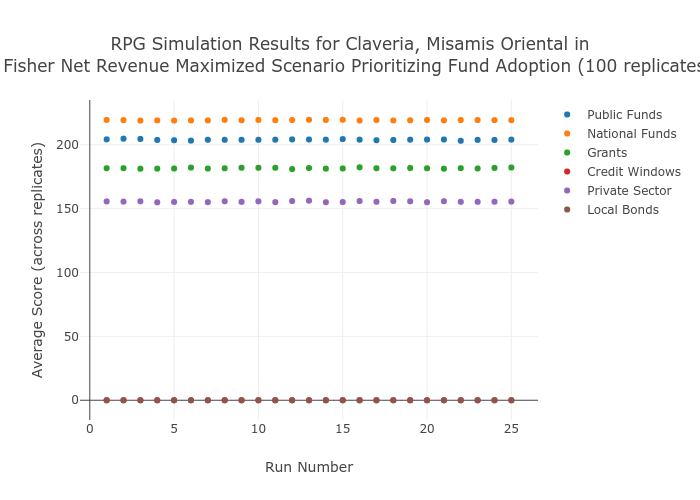 RPG Simulation Results for Claveria, Misamis Oriental in
Fisher Net Revenue Maximized Scenario Prioritizing Fund Adoption (100 replicates
Average Score (across replicates)
200
150
100
50
0
0
5
10
15
20
25
Run Number
Public Funds
National Funds
Grants
Credit Windows
Private Sector
Local Bonds